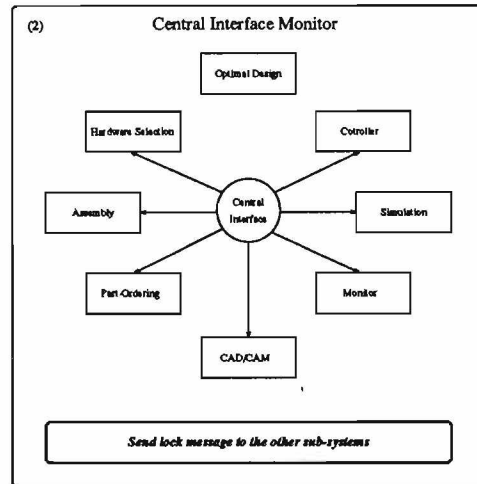 (2)
Central Interface Monitor
Optimal Design
Hardware Selection
Cotroller
Central
Interface
Assembly
Simulation
Part-Ordering
Monitor
CAD/CAM
Send lock message to the other sub-systems